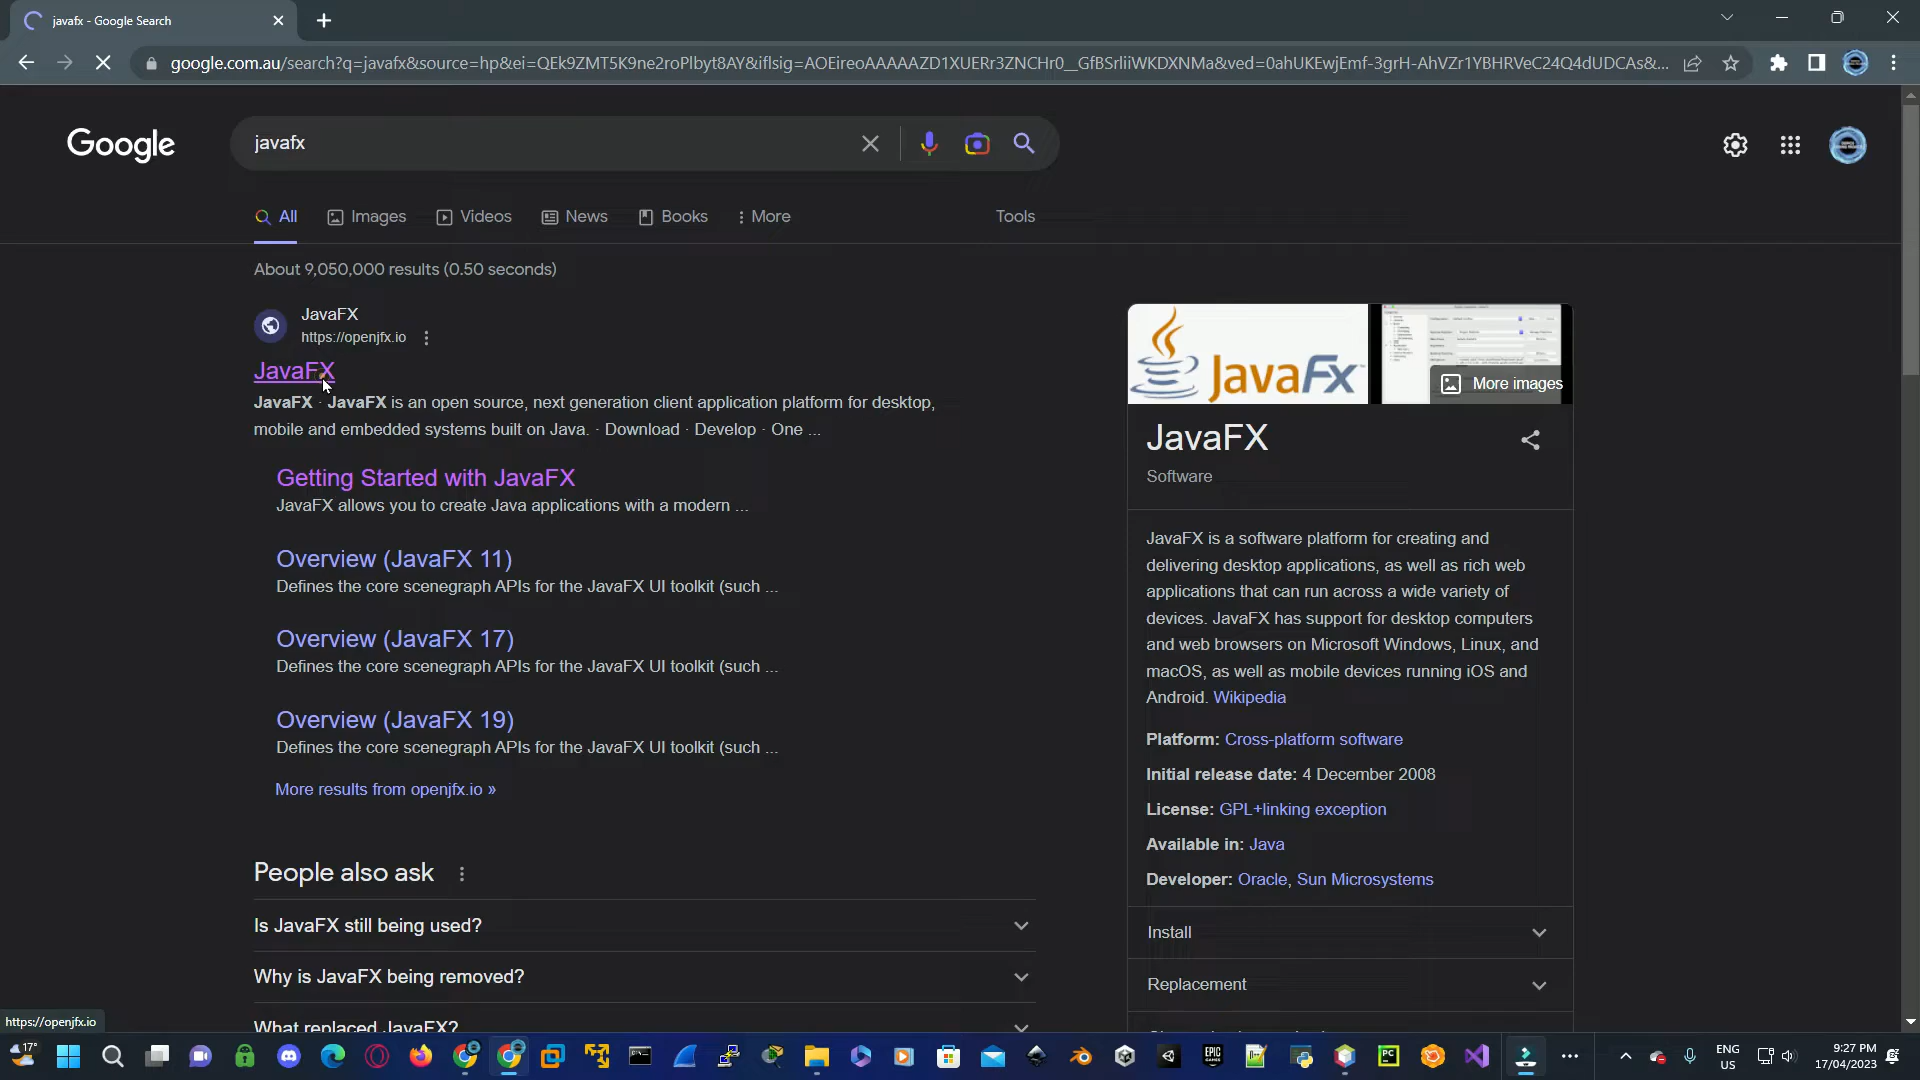 javafx - Google Search
google.com.au/search?q=javafx&source=hp&ei=QEk9ZMT5K9ne2roPlbyt8AY&iflsig=AOEireoAAAAAZD1XUERr3ZNCHr0__GfBSrliiWKDXNMa&ved=0ahUKEwjEmf-3grH-AhVZr1YBHRVeC24Q4dUDCAs&...
Google
javafx
All
Images
Videos
News
Books
More
Tools
About 9,050,000 results (0.50 seconds)
JavaFX
https://openjfx.io
JavaFX
JavaFX · JavaFX is an open source, next generation client application platform for desktop,
mobile and embedded systems built on Java. · Download · Develop · One ...
Getting Started with JavaFX
JavaFX allows you to create Java applications with a modern ...
Overview (JavaFX 11)
Defines the core scenegraph APIs for the JavaFX UI toolkit (such ...
Overview (JavaFX 17)
Defines the core scenegraph APIs for the JavaFX UI toolkit (such ...
Overview (JavaFX 19)
Defines the core scenegraph APIs for the JavaFX UI toolkit (such ...
More results from openjfx.io »
People also ask
Is JavaFX still being used?
Why is JavaFX being removed?
What replaced JavaFX?
JavaFx
More images
JavaFX
Software
JavaFX is a software platform for creating and
delivering desktop applications, as well as rich web
applications that can run across a wide variety of
devices. JavaFX has support for desktop computers
and web browsers on Microsoft Windows, Linux, and
macOS, as well as mobile devices running iOS and
Android. Wikipedia
Platform: Cross-platform software
Initial release date: 4 December 2008
License: GPL+linking exception
Available in: Java
Developer: Oracle, Sun Microsystems
Install
Replacement
https://openjfx.io
17°
EPIC
GAMES
PC
ENG
US
9:27 PM
17/04/2023